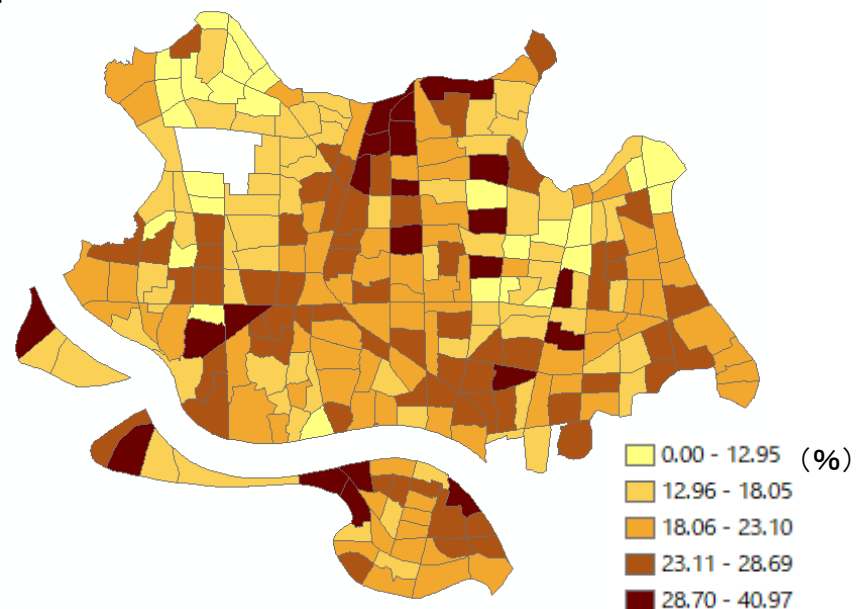 0.00 - 12.95 (%)
12.96 - 18.05
18.06 - 23.10
23.11 - 28.69
28.70 - 40.97